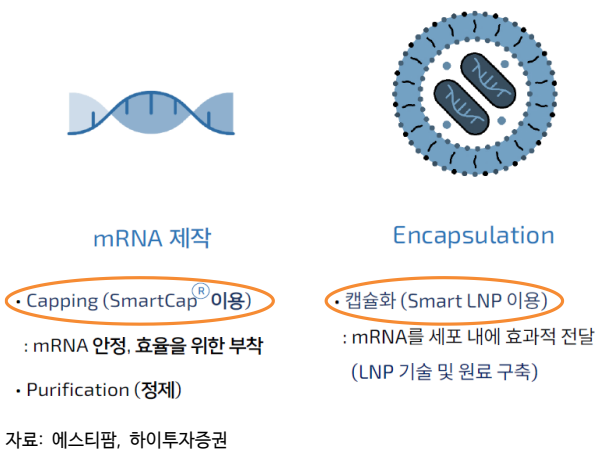 mRNA 제작
• Capping (SmartCap® 이용)
: mRNA 안정, 효율을 위한 부착
• Purification (정제)
Encapsulation
• 캡슐화 (Smart LNP 이용)
: mRNA를 세포 내에 효과적 전달
(LNP 기술 및 원료 구축)
자료: 에스티팜, 하이투자증권